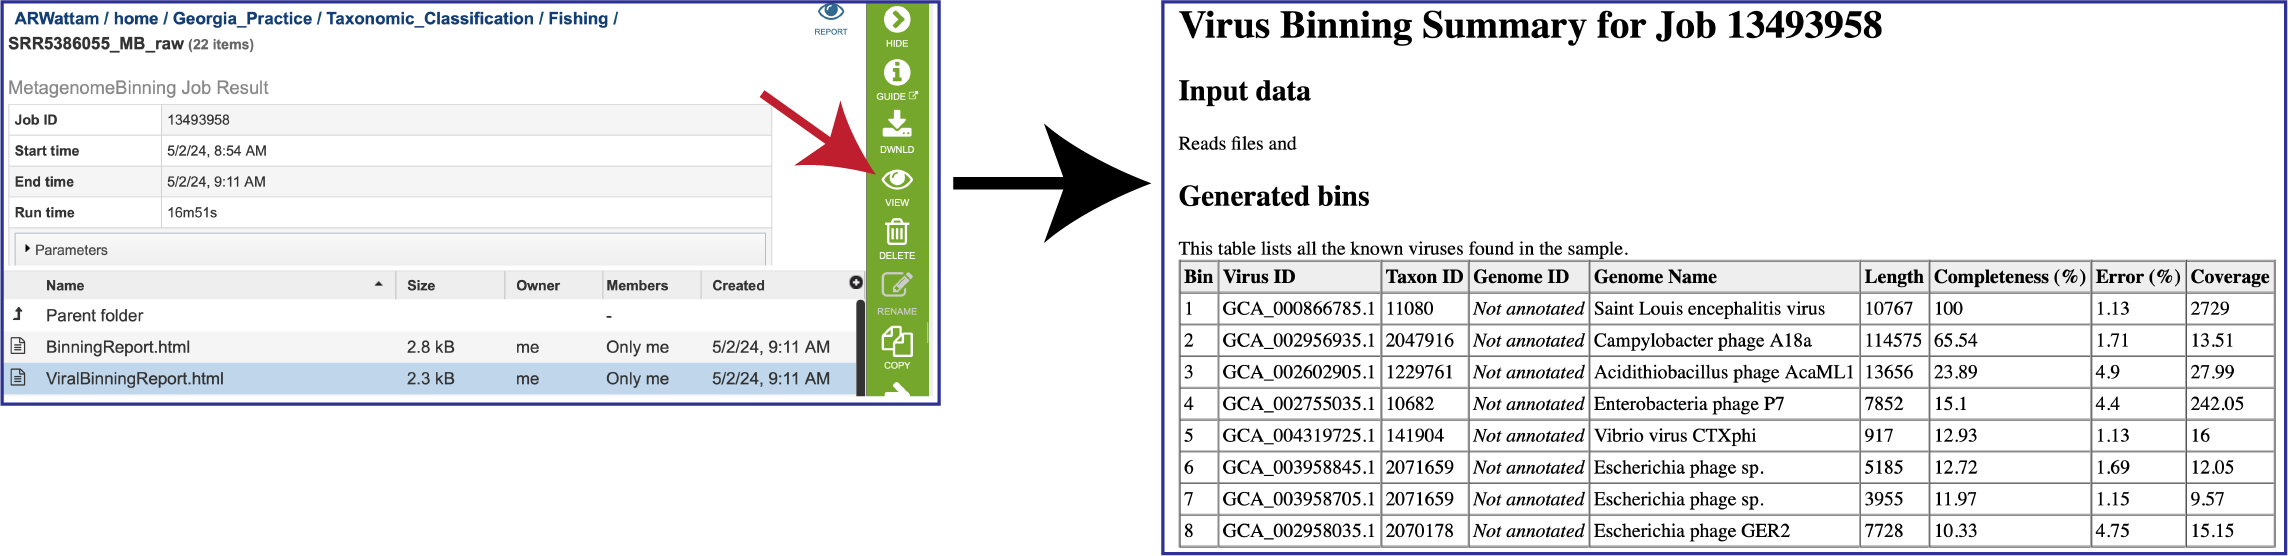 ARWattam / home / Georgia_Practice / Taxonomic_Classification / Fishing /
SRR5386055_MB_raw (22 items)
REPORT
MetagenomeBinning Job Result
Job ID 13493958
Start time 5/2/24, 8:54 AM
End time 5/2/24, 9:11 AM
Run time 16m51s
Parameters
Name Size Owner Members Created
Parent folder -
BinningReport.html 2.8 kB me Only me 5/2/24, 9:11 AM
ViralBinningReport.html 2.3 kB me Only me 5/2/24, 9:11 AM
HIDE
GUIDE
DWNLD
VIEW
DELETE
RENAME
COPY
Virus Binning Summary for Job 13493958
Input data
Reads files and
Generated bins
This table lists all the known viruses found in the sample.
Bin Virus ID Taxon ID Genome ID Genome Name Length Completeness (%) Error (%) Coverage
1 GCA_000866785.1 11080 Not annotated Saint Louis encephalitis virus 10767 100 1.13 2729
2 GCA_002956935.1 2047916 Not annotated Campylobacter phage A18a 114575 65.54 1.71 13.51
3 GCA_002602905.1 1229761 Not annotated Acidithiobacillus phage AcaML1 13656 23.89 4.9 27.99
4 GCA_002755035.1 10682 Not annotated Enterobacteria phage P7 7852 15.1 4.4 242.05
5 GCA_004319725.1 141904 Not annotated Vibrio virus CTXphi 917 12.93 1.13 16
6 GCA_003958845.1 2071659 Not annotated Escherichia phage sp. 5185 12.72 1.69 12.05
7 GCA_003958705.1 2071659 Not annotated Escherichia phage sp. 3955 11.97 1.15 9.57
8 GCA_002958035.1 2070178 Not annotated Escherichia phage GER2 7728 10.33 4.75 15.15